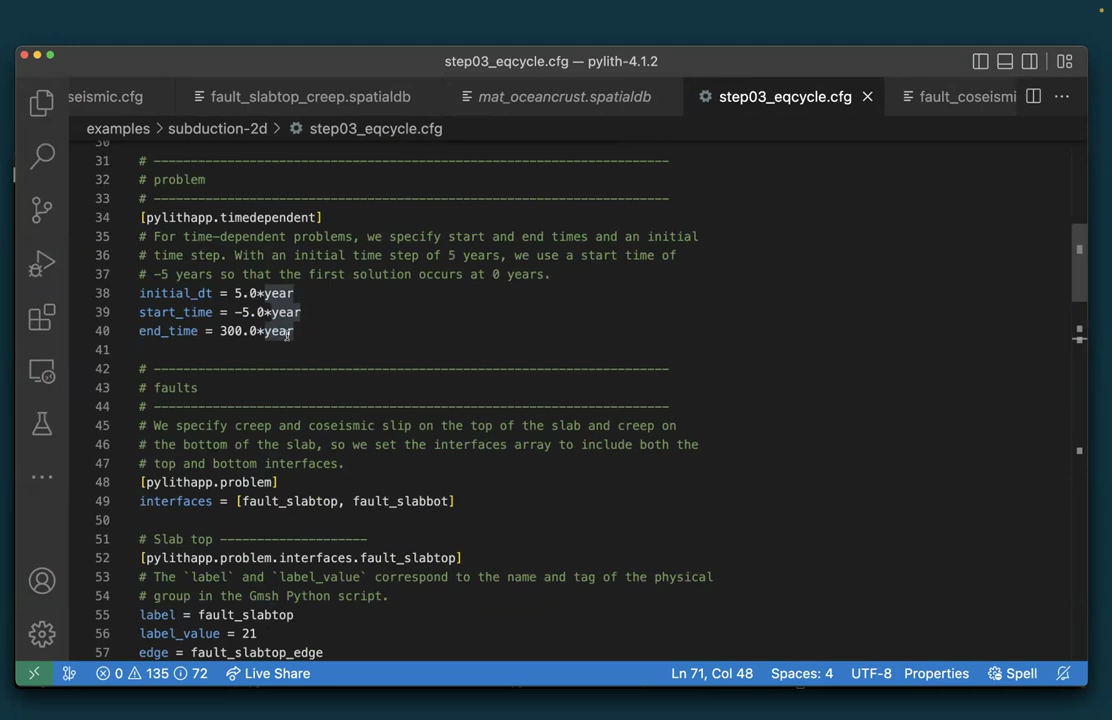 step03_eqcycle.cfg — pylith-4.1.2
seismic.cfg
fault_slabtop_creep.spatialdb
mat_oceancrust.spatialdb
step03_eqcycle.cfg
fault_coseismi
examples > subduction-2d > step03_eqcycle.cfg
30
31 # ---------------------------------------------------------------------
32 # problem
33 # ---------------------------------------------------------------------
34 [pylithapp.timedependent]
35 # For time-dependent problems, we specify start and end times and an initial
36 # time step. With an initial time step of 5 years, we use a start time of
37 # -5 years so that the first solution occurs at 0 years.
38 initial_dt = 5.0*year
39 start_time = -5.0*year
40 end_time = 300.0*year
41
42 # ---------------------------------------------------------------------
43 # faults
44 # ---------------------------------------------------------------------
45 # We specify creep and coseismic slip on the top of the slab and creep on
46 # the bottom of the slab, so we set the interfaces array to include both the
47 # top and bottom interfaces.
48 [pylithapp.problem]
49 interfaces = [fault_slabtop, fault_slabbot]
50
51 # Slab top --------------------
52 [pylithapp.problem.interfaces.fault_slabtop]
53 # The `label` and `label_value` correspond to the name and tag of the physical
54 # group in the Gmsh Python script.
55 label = fault_slabtop
56 label_value = 21
57 edge = fault_slabtop_edge
0 135 72 Live Share Ln 71, Col 48 Spaces: 4 UTF-8 Properties Spell